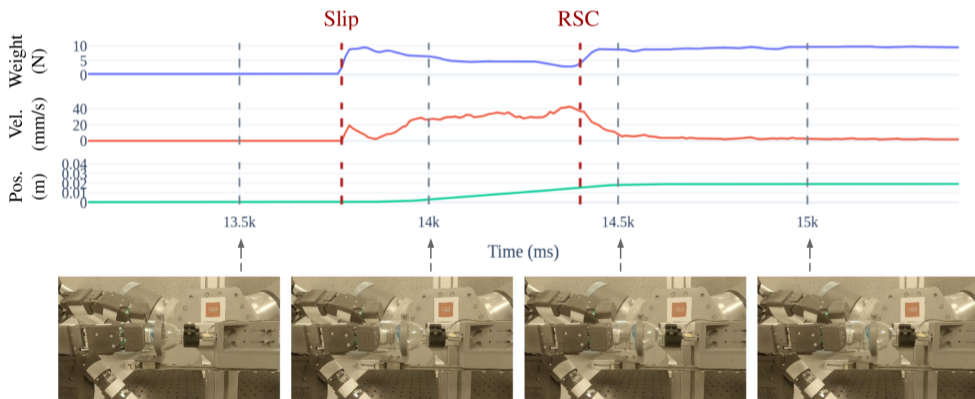 Slip
RSC
Weight
(N)
10
5
0
Vel.
(mm/s)
40
20
0
Pos.
(m)
0.04
0.03
0.02
0.01
0
13.5k
14k
14.5k
15k
Time (ms)